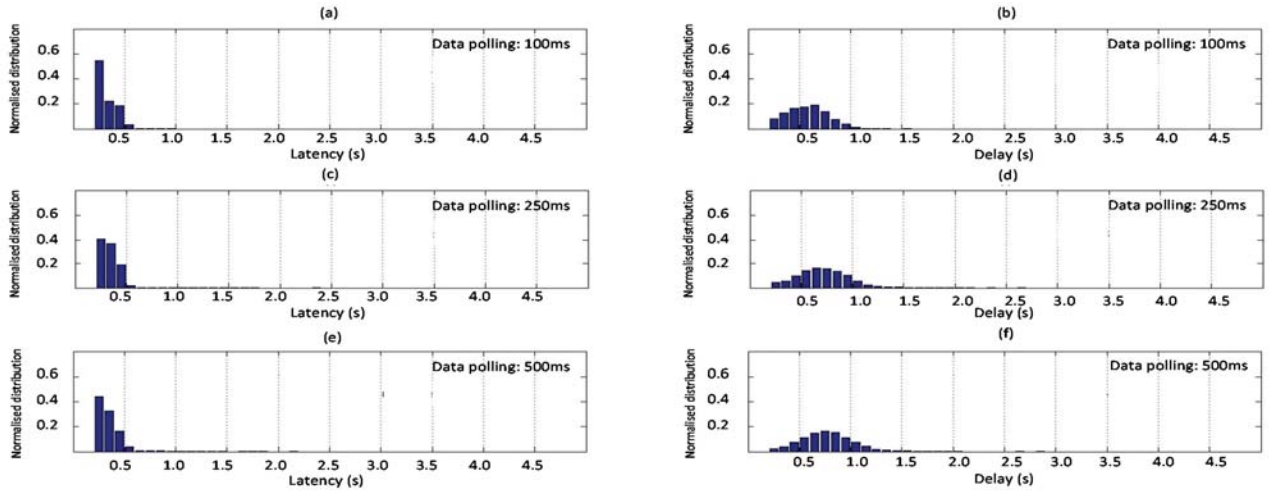 (a)
Normalised distribution
0.6
0.4
0.2
Data polling: 100ms
0.5 1.0 1.5 2.0 2.5 3.0 3.5 4.0 4.5
Latency (s)
(b)
Normalised distribution
0.6
0.4
0.2
Data polling: 100ms
0.5 1.0 1.5 2.0 2.5 3.0 3.5 4.0 4.5
Delay (s)
(c)
Normalised distribution
0.6
0.4
0.2
Data polling: 250ms
0.5 1.0 1.5 2.0 2.5 3.0 3.5 4.0 4.5
Latency (s)
(d)
Normalised distribution
0.6
0.4
0.2
Data polling: 250ms
0.5 1.0 1.5 2.0 2.5 3.0 3.5 4.0 4.5
Delay (s)
(e)
Normalised distribution
0.6
0.4
0.2
Data polling: 500ms
0.5 1.0 1.5 2.0 2.5 3.0 3.5 4.0 4.5
Latency (s)
(f)
Normalised distribution
0.6
0.4
0.2
Data polling: 500ms
0.5 1.0 1.5 2.0 2.5 3.0 3.5 4.0 4.5
Delay (s)